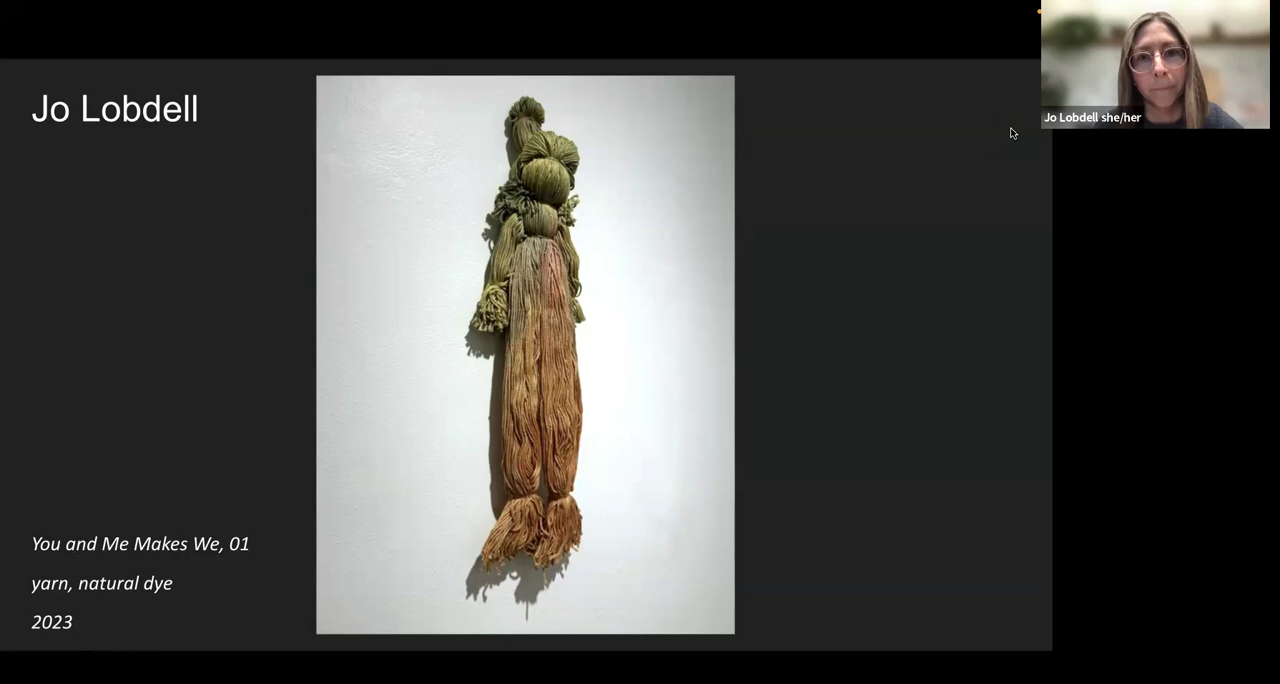 Jo Lobdell
Jo Lobdell she/her
You and Me Makes We, 01
yarn, natural dye
2023